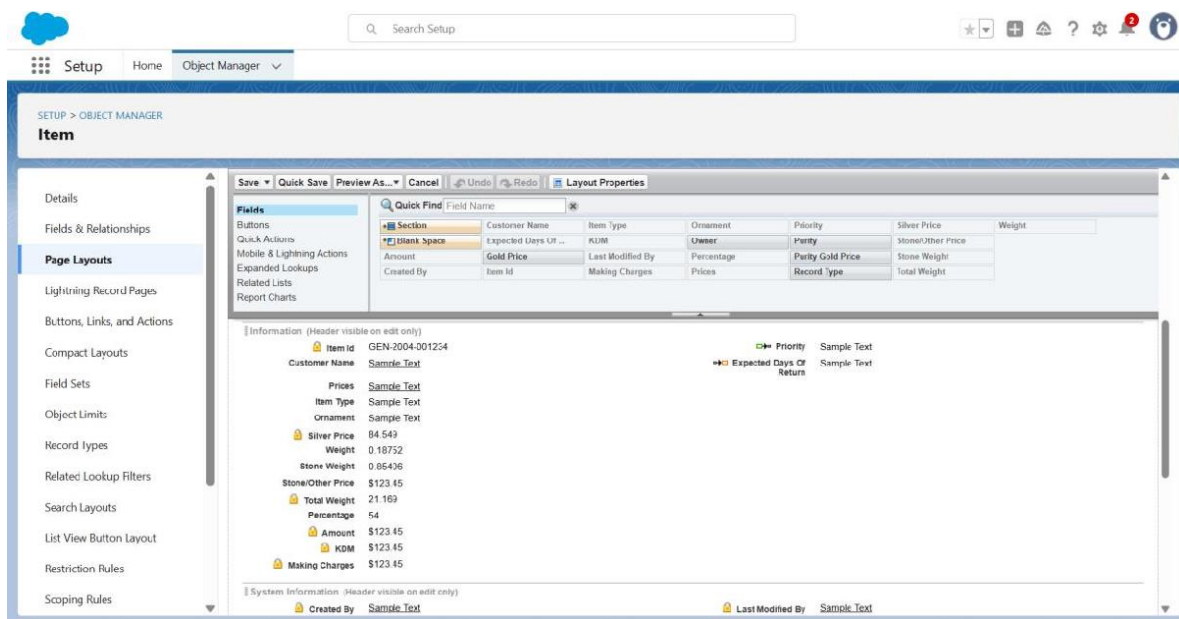 Search Setup
2
Setup Home Object Manager
SETUP > OBJECT MANAGER
Item
Details
Fields & Relationships
Page Layouts
Lightning Record Pages
Buttons, Links, and Actions
Compact Layouts
Field Sets
Object Limits
Record Types
Related Lookup Filters
Search Layouts
List View Button Layout
Restriction Rules
Scoping Rules
Save Quick Save Preview As... Cancel Undo Redo Layout Properties
Fields
Buttons
Quick Actions
Mobile & Lightning Actions
Expanded Lookups
Related Lists
Report Charts
Quick Find Field Name
Section Customer Name Item Type Ornament Priority Silver Price Weight
Blank Space Expected Days Of ... KDM Owner Purity Stone/Other Price
Amount Gold Price Last Modified By Percentage Purity Gold Price Stone Weight
Created By Item Id Making Charges Prices Record Type Total Weight
Information (Header visible on edit only)
Item Id GEN-2004-001234 Priority Sample Text
Customer Name Sample Text Expected Days Of Return Sample Text
Prices Sample Text
Item Type Sample Text
Ornament Sample Text
Silver Price 84.549
Weight 0.18752
Stone Weight 0.85436
Stone/Other Price $123.45
Total Weight 21.169
Percentage 54
Amount $123.45
KDM $123.45
Making Charges $123.45
System Information (Header visible on edit only)
Created By Sample Text Last Modified By Sample Text